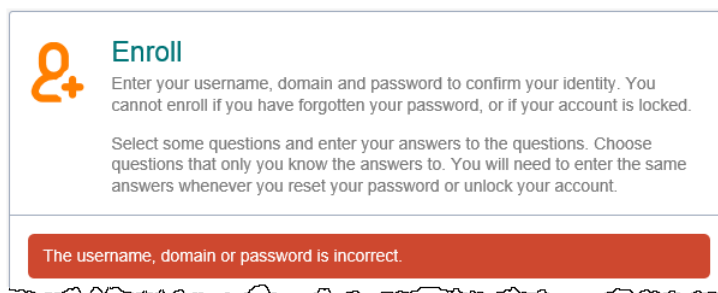 Enroll
Enter your username, domain and password to confirm your identity. You
cannot enroll if you have forgotten your password, or if your account is locked.
Select some questions and enter your answers to the questions. Choose
questions that only you know the answers to. You will need to enter the same
answers whenever you reset your password or unlock your account.
The username, domain or password is incorrect.